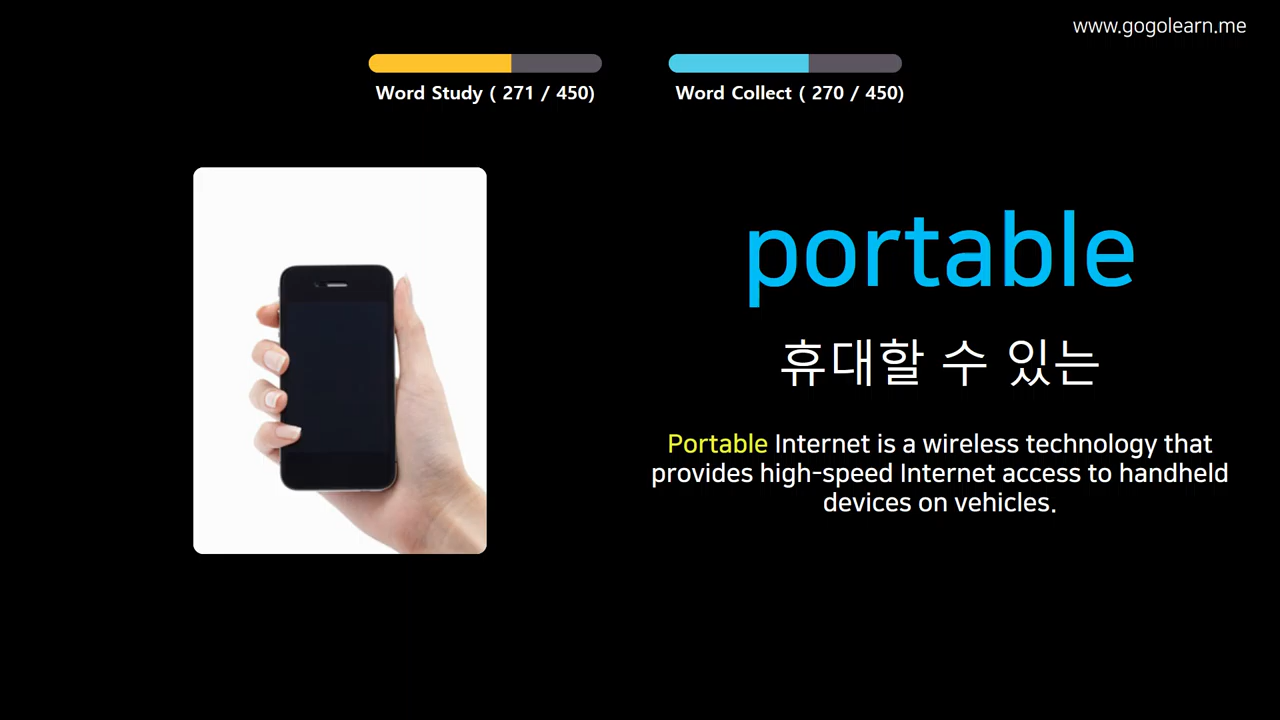 www.gogolearn.me
Word Study ( 271 / 450)
Word Collect ( 270 / 450)
portable
휴대할 수 있는
Portable Internet is a wireless technology that
provides high-speed Internet access to handheld
devices on vehicles.